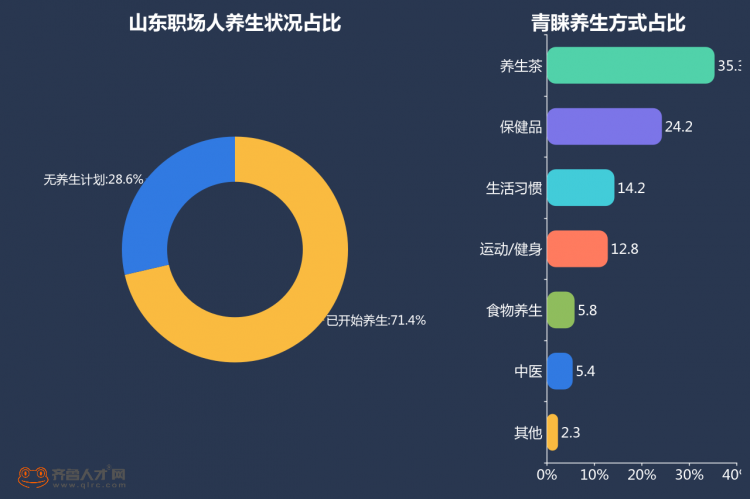 山东职场人养生状况占比
无养生计划:28.6%
已开始养生:71.4%
青睐养生方式占比
养生茶 35.3
保健品 24.2
生活习惯 14.2
运动/健身 12.8
食物养生 5.8
中医 5.4
其他 2.3
0% 10% 20% 30% 40%
齐鲁人才网
www.qlrc.com